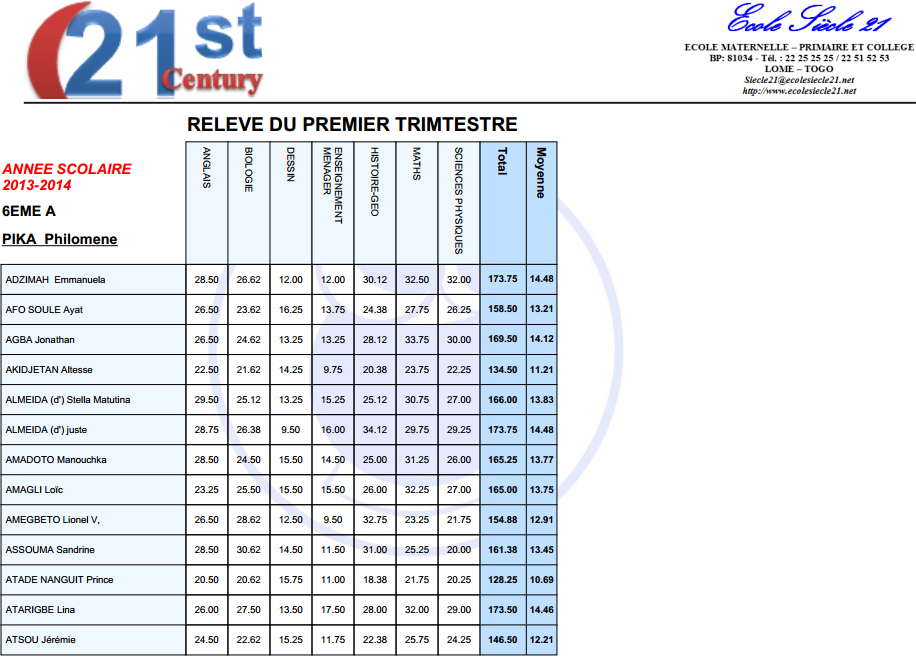 21st
Century
Ecole Siècle 21
ECOLE MATERNELLE – PRIMAIRE ET COLLEGE
BP: 81034 - Tél. : 22 25 25 25 / 22 51 52 53
LOME – TOGO
Siecle21@ecolesiecle21.net
http://www.ecolesiecle21.net
RELEVE DU PREMIER TRIMTESTRE
ANNEE SCOLAIRE
2013-2014
6EME A
PIKA Philomene
ANGLAIS BIOLOGIE DESSIN ENSEIGNEMENT MENAGER HISTOIRE-GEO MATHS SCIENCES PHYSIQUES Total Moyenne
ADZIMAH Emmanuela 28.50 26.62 12.00 12.00 30.12 32.50 32.00 173.75 14.48
AFO SOULE Ayat 26.50 23.62 16.25 13.75 24.38 27.75 26.25 158.50 13.21
AGBA Jonathan 26.50 24.62 13.25 13.25 28.12 33.75 30.00 169.50 14.12
AKIDJETAN Altesse 22.50 21.62 14.25 9.75 20.38 23.75 22.25 134.50 11.21
ALMEIDA (d') Stella Matutina 29.50 25.12 13.25 15.25 25.12 30.75 27.00 166.00 13.83
ALMEIDA (d') juste 28.75 26.38 9.50 16.00 34.12 29.75 29.25 173.75 14.48
AMADOTO Manouchka 28.50 24.50 15.50 14.50 25.00 31.25 26.00 165.25 13.77
AMAGLI Loïc 23.25 25.50 15.50 15.50 26.00 32.25 27.00 165.00 13.75
AMEGBETO Lionel V, 26.50 28.62 12.50 9.50 32.75 23.25 21.75 154.88 12.91
ASSOUMA Sandrine 28.50 30.62 14.50 11.50 31.00 25.25 20.00 161.38 13.45
ATADE NANGUIT Prince 20.50 20.62 15.75 11.00 18.38 21.75 20.25 128.25 10.69
ATARIGBE Lina 26.00 27.50 13.50 17.50 28.00 32.00 29.00 173.50 14.46
ATSOU Jérémie 24.50 22.62 15.25 11.75 22.38 25.75 24.25 146.50 12.21